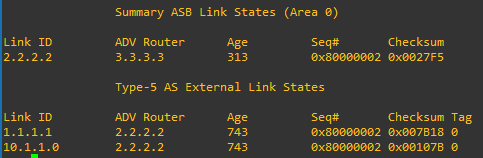 Summary ASB Link States (Area 0)
Link ID ADV Router Age Seq# Checksum
2.2.2.2 3.3.3.3 313 0x80000002 0x0027F5
Type-5 AS External Link States
Link ID ADV Router Age Seq# Checksum Tag
1.1.1.1 2.2.2.2 743 0x80000002 0x007B18 0
10.1.1.0 2.2.2.2 743 0x80000002 0x00107B 0